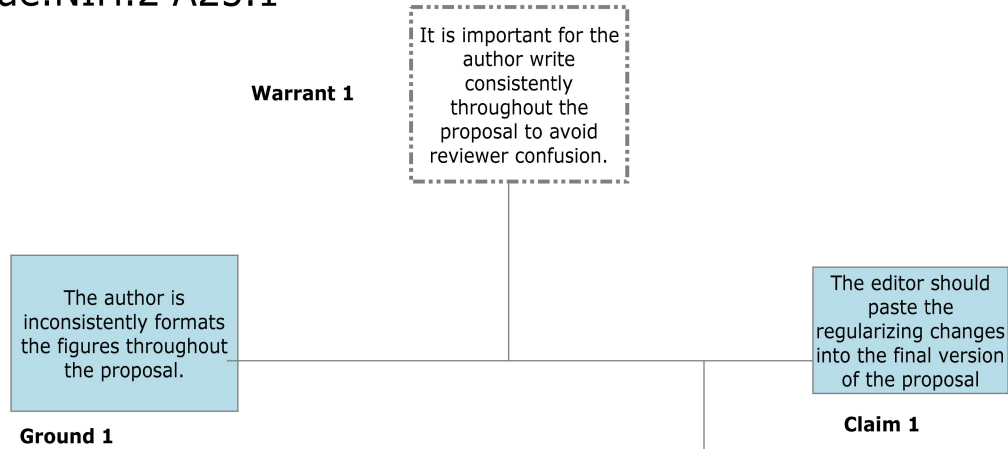 It is important for the
author write
consistently
throughout the
proposal to avoid
reviewer confusion.
Warrant 1
The author is
inconsistently formats
the figures throughout
the proposal.
Ground 1
The editor should
paste the
regularizing changes
into the final version
of the proposal
Claim 1